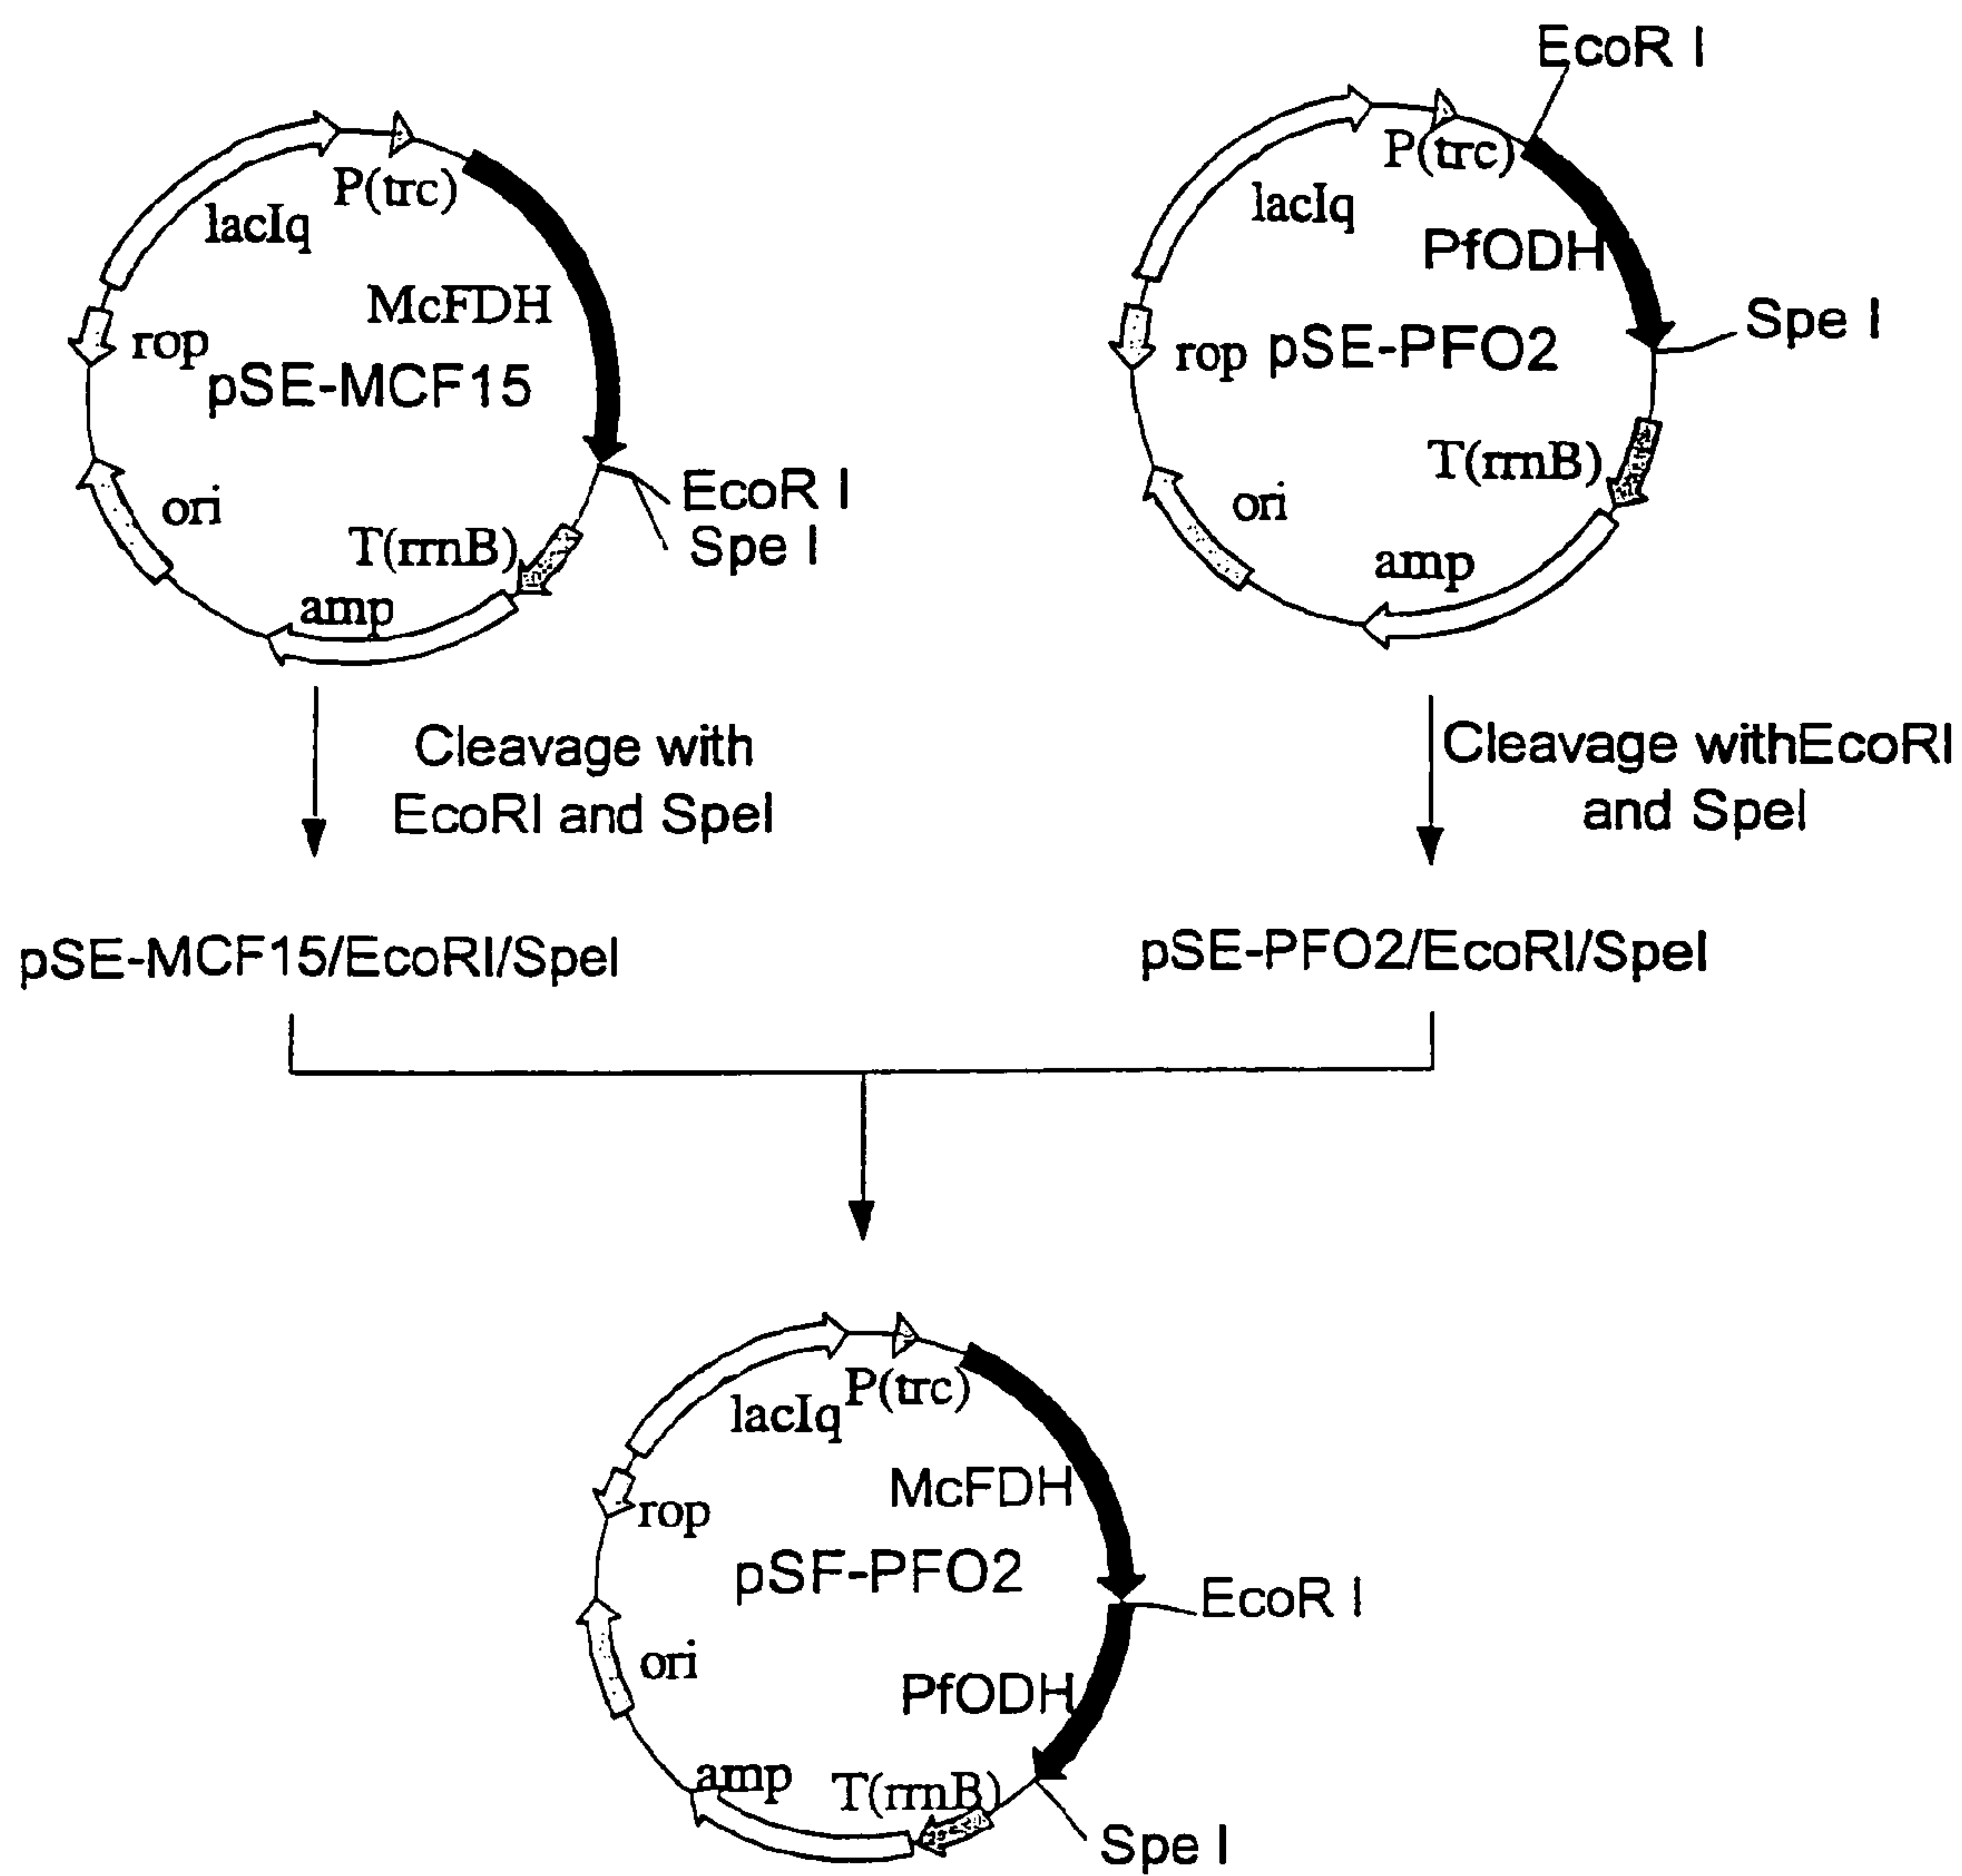 P(trc)
lacIq
McFDH
rop
pSE-MCF15
EcoR I
Spe I
ori
T(rrnB)
amp
EcoR I
P(trc)
lacIq
PfODH
Spe I
rop
pSE-PFO2
T(rrnB)
ori
amp
Cleavage with
EcoRI and SpeI
Cleavage withEcoRI
and SpeI
pSE-MCF15/EcoRI/SpeI
pSE-PFO2/EcoRI/SpeI
P(trc)
lacIq
McFDH
rop
pSF-PFO2
EcoR I
ori
PfODH
amp
T(rrnB)
Spe I